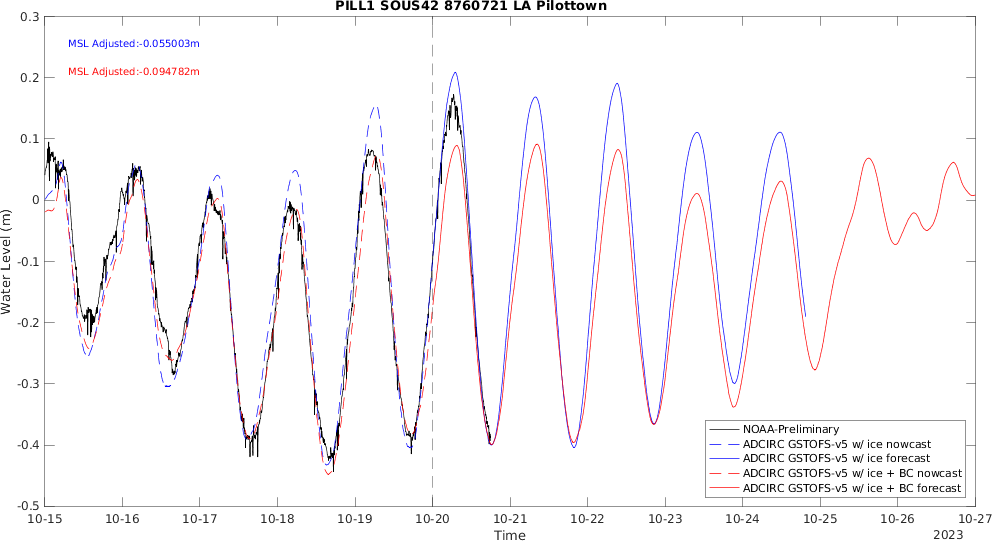 PILL1 SOUS42 8760721 LA Pilottown
MSL Adjusted:-0.055003m
MSL Adjusted:-0.094782m
Water Level (m)
0.3
0.2
0.1
0
-0.1
-0.2
-0.3
-0.4
-0.5
NOAA-Preliminary
ADCIRC GSTOFS-v5 w/ ice nowcast
ADCIRC GSTOFS-v5 w/ ice forecast
ADCIRC GSTOFS-v5 w/ ice + BC nowcast
ADCIRC GSTOFS-v5 w/ ice + BC forecast
10-15 10-16 10-17 10-18 10-19 10-20 10-21 10-22 10-23 10-24 10-25 10-26 10-27
Time
2023